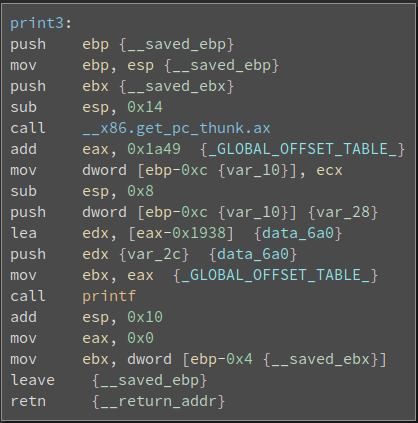 print3:
push    ebp {__saved_ebp}
mov     ebp, esp {__saved_ebp}
push    ebx {__saved_ebx}
sub     esp, 0x14
call    __x86.get_pc_thunk.ax
add     eax, 0x1a49  {_GLOBAL_OFFSET_TABLE_}
mov     dword [ebp-0xc {var_10}], ecx
sub     esp, 0x8
push    dword [ebp-0xc {var_10}] {var_28}
lea     edx, [eax-0x1938]  {data_6a0}
push    edx {var_2c}  {data_6a0}
mov     ebx, eax  {_GLOBAL_OFFSET_TABLE_}
call    printf
add     esp, 0x10
mov     eax, 0x0
mov     ebx, dword [ebp-0x4 {__saved_ebx}]
leave    {__saved_ebp}
retn     {__return_addr}